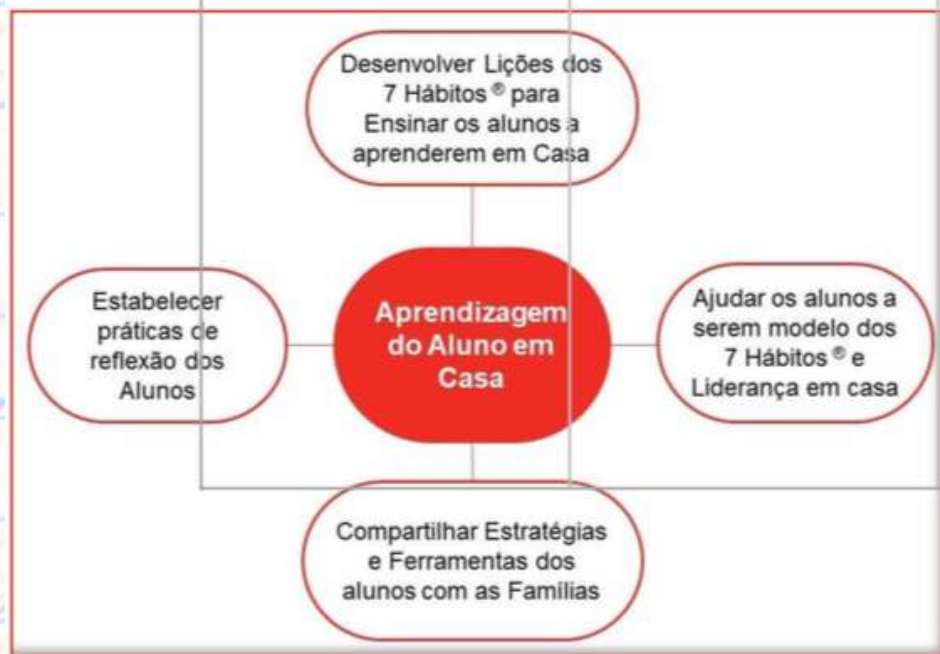 Desenvolver Lições dos
7 Hábitos ® para
Ensinar os alunos a
aprenderem em Casa
Estabelecer
práticas de
reflexão dos
Alunos
Aprendizagem
do Aluno em
Casa
Ajudar os alunos a
serem modelo dos
7 Hábitos ® e
Liderança em casa
Compartilhar Estratégias
e Ferramentas dos
alunos com as Famílias